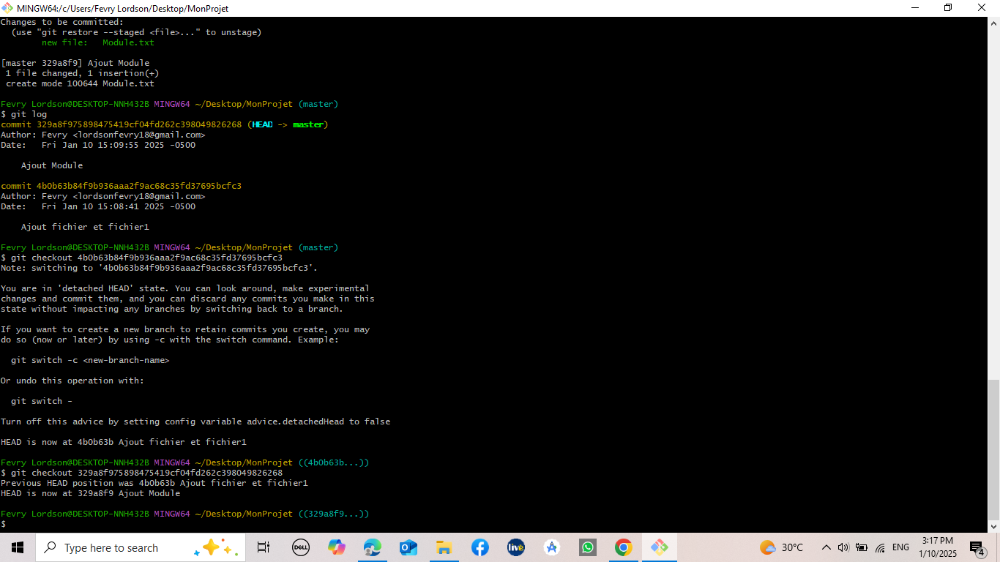 MINGW64:/c/Users/Fevry Lordson/Desktop/MonProjet
Changes to be committed:
  (use "git restore --staged <file>..." to unstage)
        new file:   Module.txt

[master 329a8f9] Ajout Module
 1 file changed, 1 insertion(+)
 create mode 100644 Module.txt

Fevry Lordson@DESKTOP-NNH432B MINGW64 ~/Desktop/MonProjet (master)
$ git log
commit 329a8f975898475419cf04fd262c398049826268 (HEAD -> master)
Author: Fevry <lordsonfevry18@gmail.com>
Date:   Fri Jan 10 15:09:55 2025 -0500

    Ajout Module

commit 4b0b63b84f9b936aaa2f9ac68c35fd37695bcfc3
Author: Fevry <lordsonfevry18@gmail.com>
Date:   Fri Jan 10 15:08:41 2025 -0500

    Ajout fichier et fichier1

Fevry Lordson@DESKTOP-NNH432B MINGW64 ~/Desktop/MonProjet (master)
$ git checkout 4b0b63b84f9b936aaa2f9ac68c35fd37695bcfc3
Note: switching to '4b0b63b84f9b936aaa2f9ac68c35fd37695bcfc3'.

You are in 'detached HEAD' state. You can look around, make experimental
changes and commit them, and you can discard any commits you make in this
state without impacting any branches by switching back to a branch.

If you want to create a new branch to retain commits you create, you may
do so (now or later) by using -c with the switch command. Example:

  git switch -c <new-branch-name>

Or undo this operation with:

  git switch -

Turn off this advice by setting config variable advice.detachedHead to false

HEAD is now at 4b0b63b Ajout fichier et fichier1

Fevry Lordson@DESKTOP-NNH432B MINGW64 ~/Desktop/MonProjet ((4b0b63b...))
$ git checkout 329a8f975898475419cf04fd262c398049826268
Previous HEAD position was 4b0b63b Ajout fichier et fichier1
HEAD is now at 329a8f9 Ajout Module

Fevry Lordson@DESKTOP-NNH432B MINGW64 ~/Desktop/MonProjet ((329a8f9...))
$
Type here to search
DELL
live
30°C
ENG
3:17 PM
1/10/2025
4